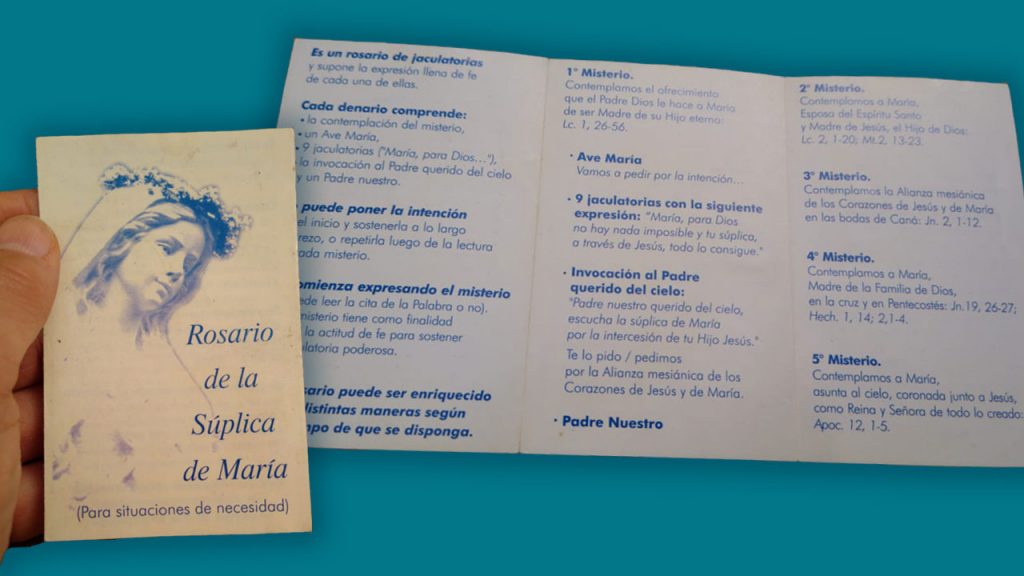 Rosario
de la
Súplica
de María
(Para situaciones de necesidad)
Es un rosario de jaculatorias
y supone la expresión llena de fe
de cada una de ellas.
Cada denario comprende:
• la contemplación del misterio,
• un Ave María,
• 9 jaculatorias ("María, para Dios..."),
la invocación al Padre querido del cielo
y un Padre nuestro.
puede poner la intención
el inicio y sostenerla a lo largo
rezo, o repetirla luego de la lectura
ada misterio.
omienza expresando el misterio
ede leer la cita de la Palabra o no).
misterio tiene como finalidad
la actitud de fe para sostener
ulatoria poderosa.
sario puede ser enriquecido
distintas maneras según
mpo de que se disponga.
1º Misterio.
Contemplamos el ofrecimiento
que el Padre Dios le hace a María
de ser Madre de su Hijo eterno:
Lc. 1, 26-56.
· Ave María
Vamos a pedir por la intención...
· 9 jaculatorias con la siguiente
expresión: "María, para Dios
no hay nada imposible y tu súplica,
a través de Jesús, todo lo consigue."
· Invocación al Padre
querido del cielo:
"Padre nuestro querido del cielo,
escucha la súplica de María
por la intercesión de tu Hijo Jesús."
Te lo pido / pedimos
por la Alianza mesiánica de los
Corazones de Jesús y de María.
· Padre Nuestro
2º Misterio.
Contemplamos a María,
Esposa del Espíritu Santo
y Madre de Jesús, el Hijo de Dios:
Lc. 2, 1-20; Mt.2, 13-23.
3º Misterio.
Contemplamos la Alianza mesiánica
de los Corazones de Jesús y de María
en las bodas de Caná: Jn. 2, 1-12.
4º Misterio.
Contemplamos a María,
Madre de la Familia de Dios,
en la cruz y en Pentecostés: Jn.19, 26-27;
Hech. 1, 14; 2,1-4.
5º Misterio.
Contemplamos a María,
asunta al cielo, coronada junto a Jesús,
como Reina y Señora de todo lo creado:
Apoc. 12, 1-5.